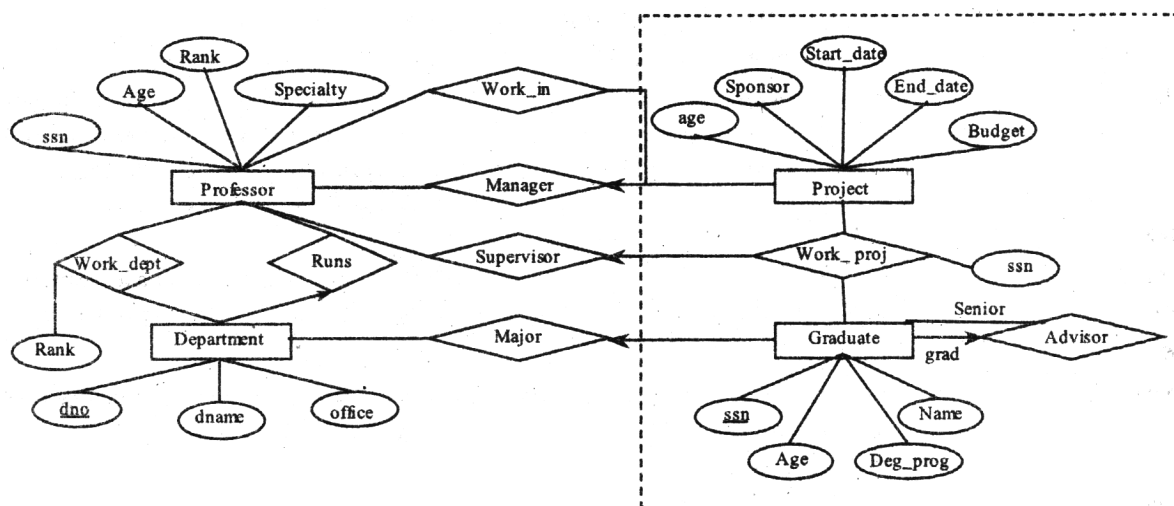 Start_date
Rank
Sponsor
End_date
Age
Specialty
Work_in
age
Budget
ssn
Professor
Manager
Project
Work_dept
Runs
Supervisor
Work_proj
ssn
Senior
Department
Major
Graduate
Advisor
grad
Rank
dno
dname
office
ssn
Name
Age
Deg_prog